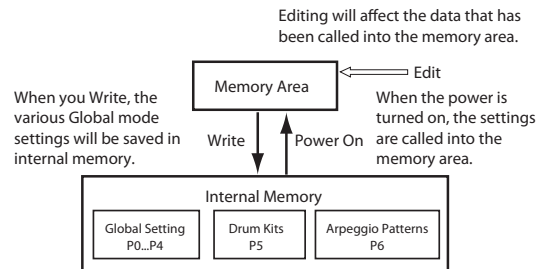 Editing will affect the data that has
been called into the memory area.
Memory Area
Edit
When you Write, the
various Global mode
settings will be saved in
internal memory.
Write
Power On
When the power is
turned on, the settings
are called into the
memory area.
Internal Memory
Global Setting
P0...P4
Drum Kits
P5
Arpeggio Patterns
P6